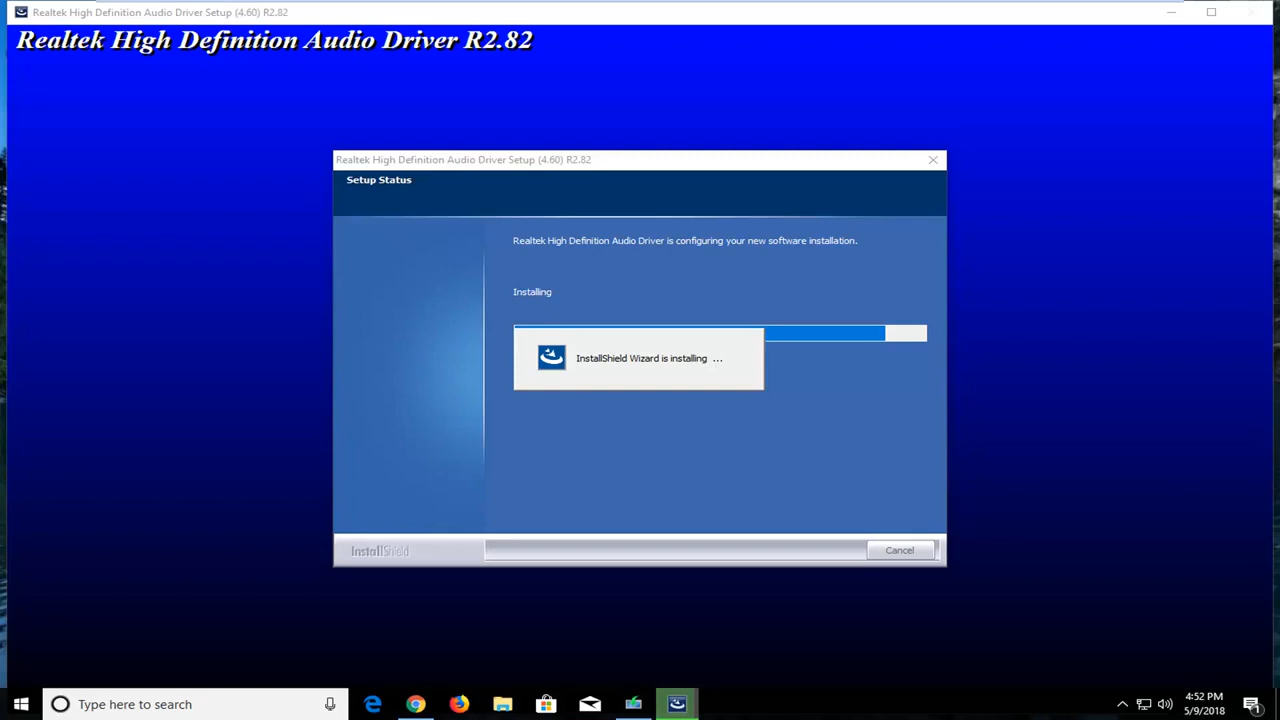 Realtek High Definition Audio Driver Setup (4.60) R2.82
Realtek High Definition Audio Driver R2.82
Realtek High Definition Audio Driver Setup (4.60) R2.82
Setup Status
Realtek High Definition Audio Driver is configuring your new software installation.
Installing
InstallShield Wizard is installing ...
InstallShield
Cancel
Type here to search
4:52 PM
5/9/2018
1